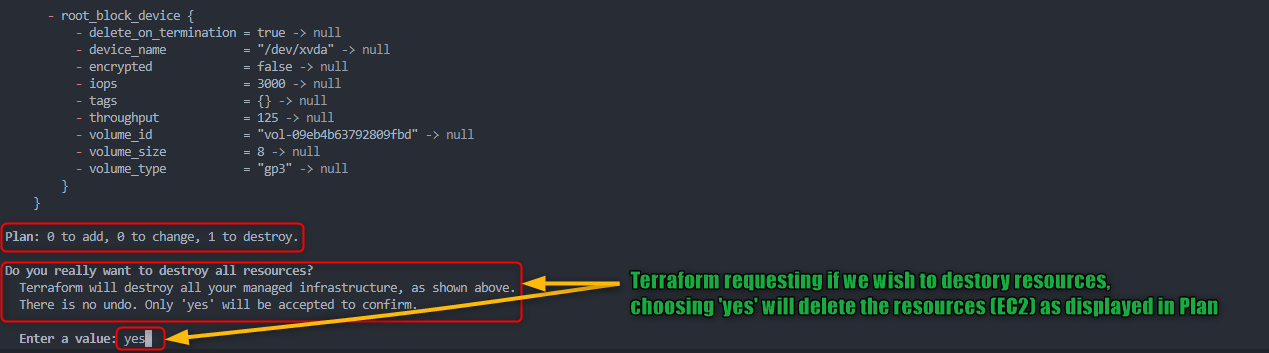 - root_block_device {
- delete_on_termination = true -> null
- device_name = "/dev/xvda" -> null
- encrypted = false -> null
- iops = 3000 -> null
- tags = {} -> null
- throughput = 125 -> null
- volume_id = "vol-09eb4b63792809fbd" -> null
- volume_size = 8 -> null
- volume_type = "gp3" -> null
}
}
Plan: 0 to add, 0 to change, 1 to destroy.
Do you really want to destroy all resources?
Terraform will destroy all your managed infrastructure, as shown above.
There is no undo. Only 'yes' will be accepted to confirm.
Terraform requesting if we wish to destory resources,
choosing 'yes' will delete the resources (EC2) as displayed in Plan
Enter a value: yes